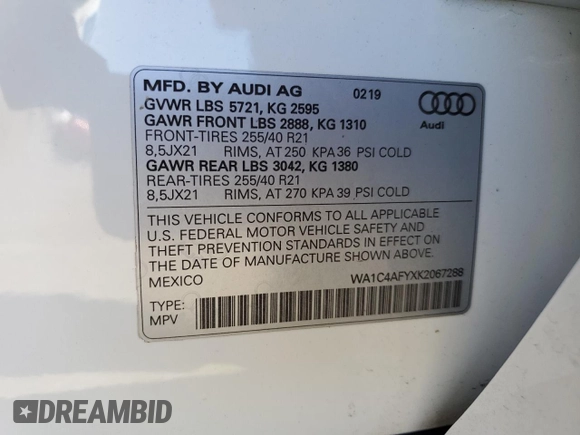 MFD. BY AUDI AG 0219
GVWR LBS 5721, KG 2595
GAWR FRONT LBS 2888, KG 1310
FRONT-TIRES 255/40 R21
8,5JX21 RIMS, AT 250 KPA 36 PSI COLD
GAWR REAR LBS 3042, KG 1380
REAR-TIRES 255/40 R21
8,5JX21 RIMS, AT 270 KPA 39 PSI COLD
Audi
THIS VEHICLE CONFORMS TO ALL APPLICABLE
U.S. FEDERAL MOTOR VEHICLE SAFETY AND
THEFT PREVENTION STANDARDS IN EFFECT ON
THE DATE OF MANUFACTURE SHOWN ABOVE.
MEXICO WA1C4AFYXK2067288
TYPE:
MPV
DREAMBID